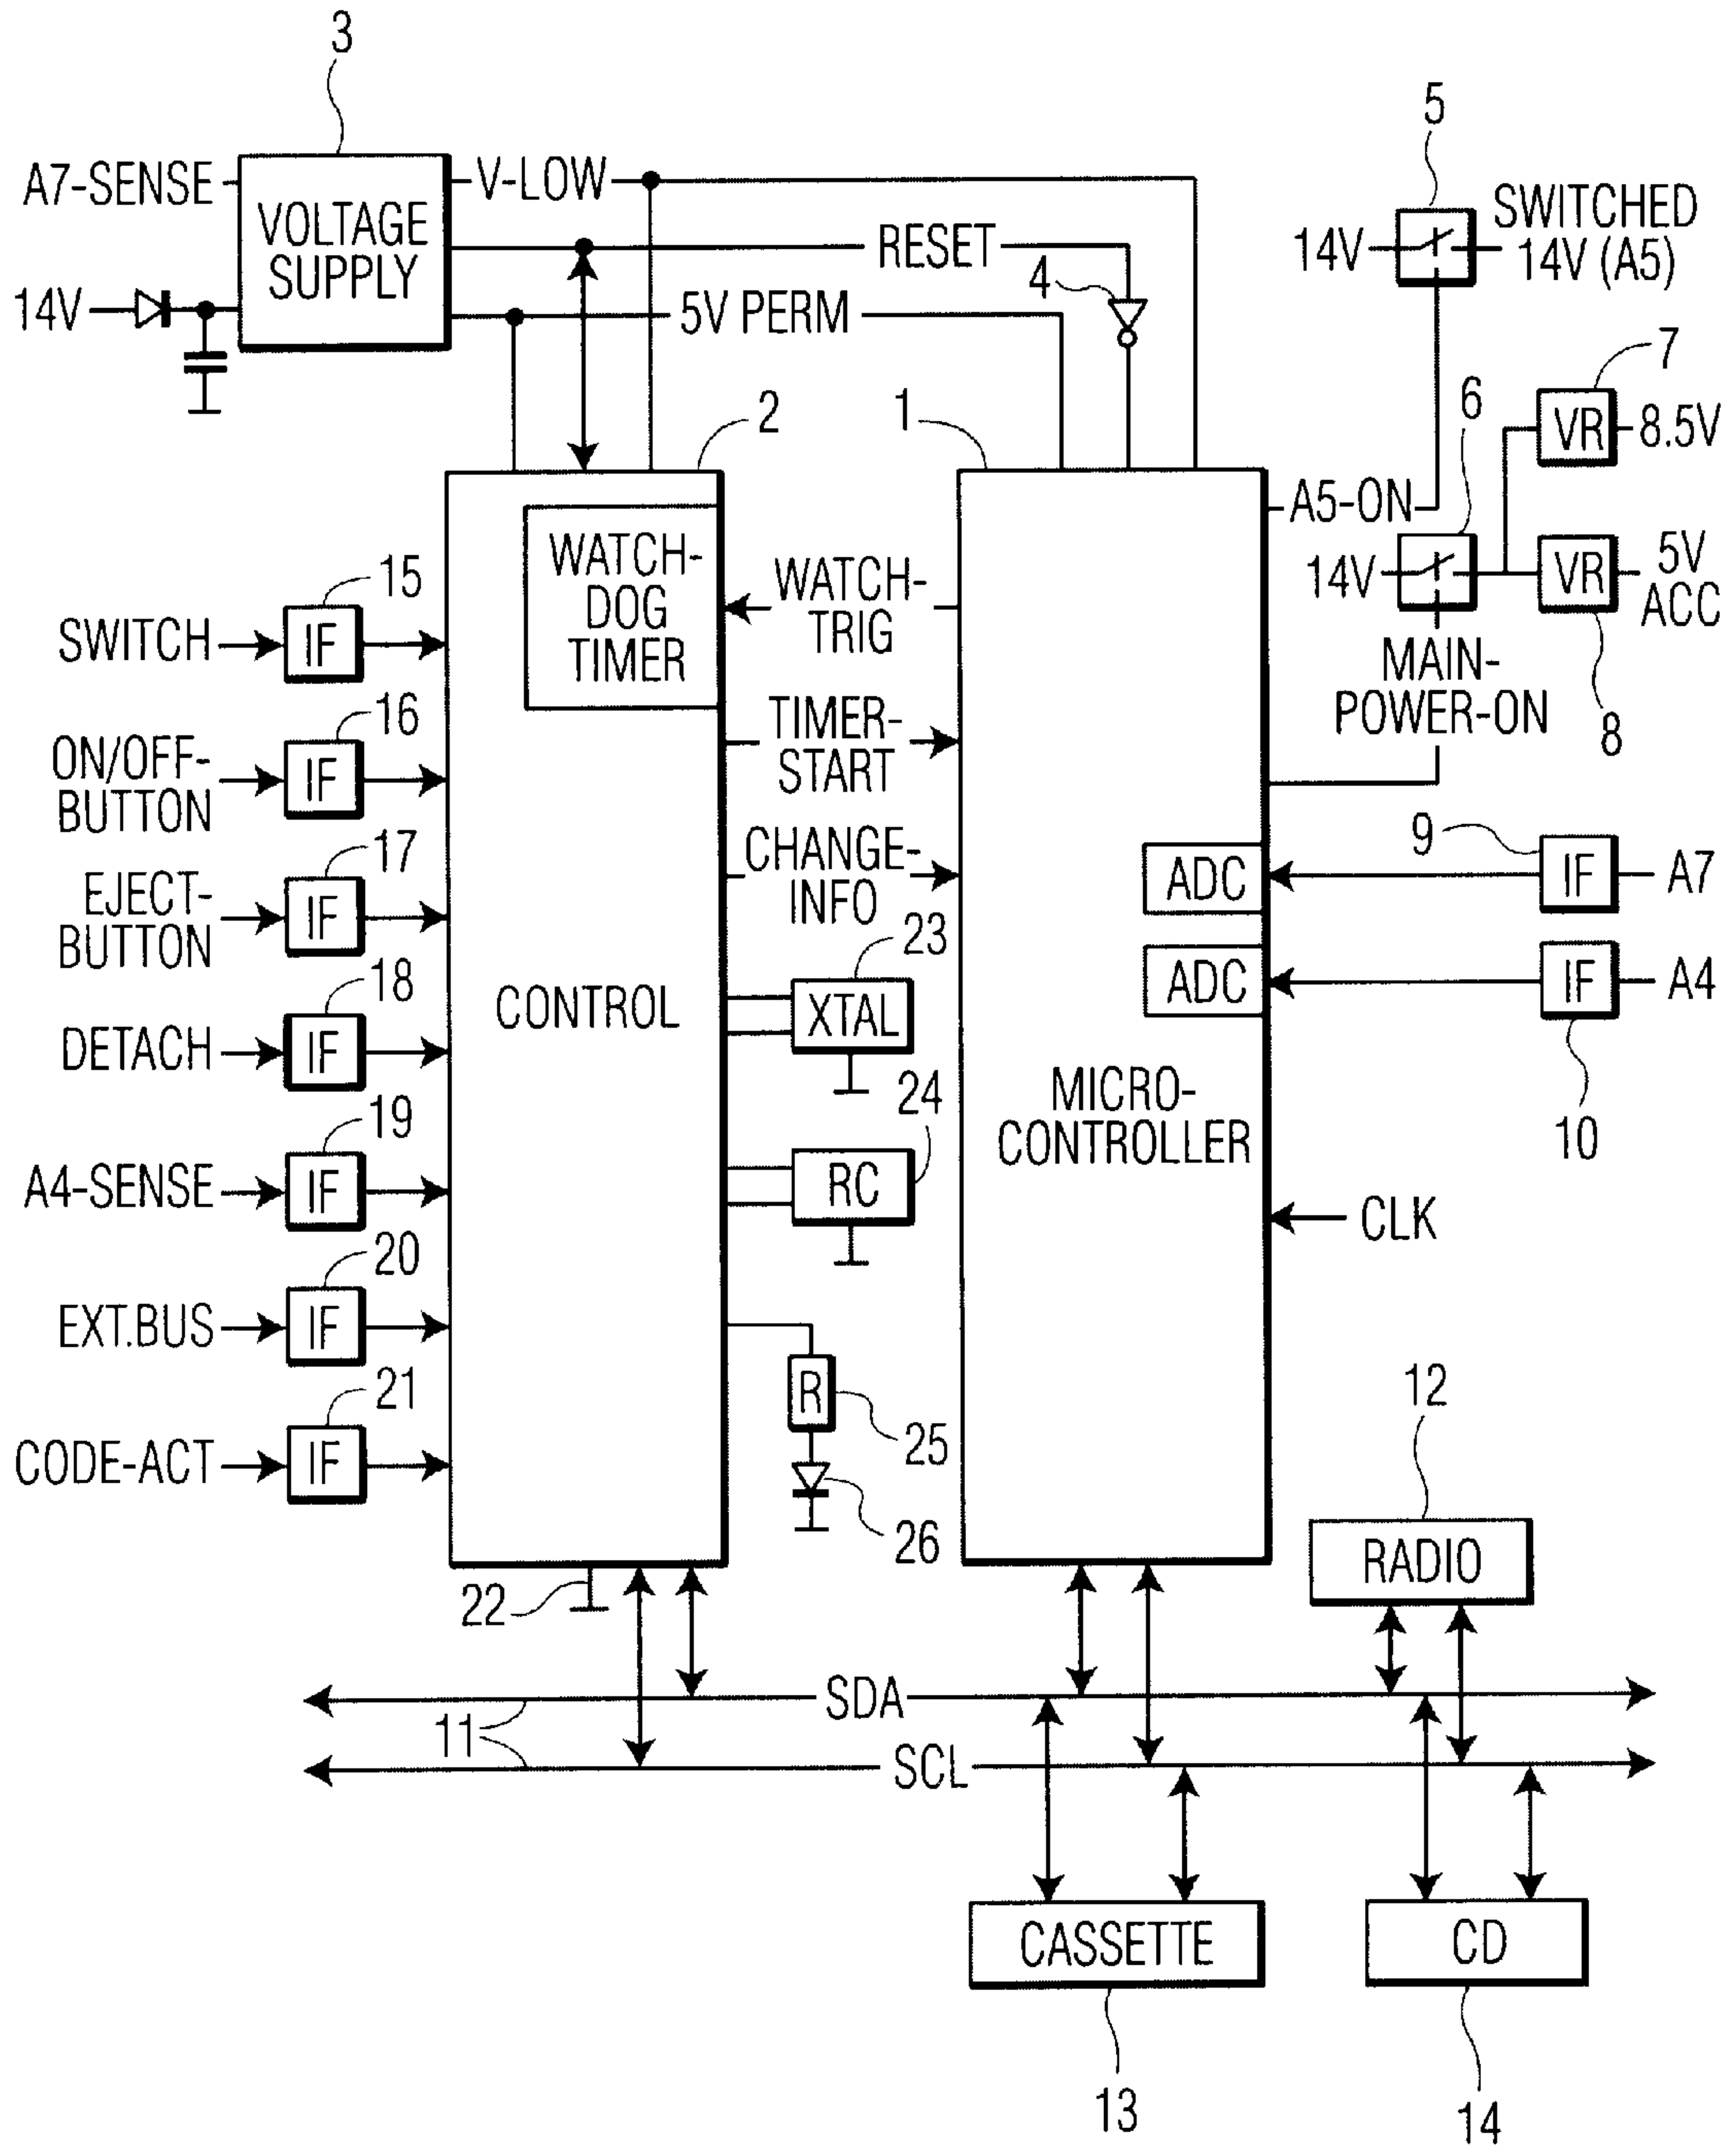 3
5
A7-SENSE
V-LOW
VOLTAGE
SUPPLY
RESET
4
14V
5V PERM
14V
SWITCHED
14V (A5)
2
1
6
7
VR
8.5V
A5-ON
14V
VR
5V
ACC
MAIN-
POWER-ON
8
WATCH-
DOG
TIMER
WATCH-
TRIG
15
SWITCH
IF
TIMER-
START
16
ON/OFF-
BUTTON
IF
CHANGE-
INFO
17
EJECT-
BUTTON
IF
ADC
9
IF
A7
ADC
IF
A4
10
18
DETACH
IF
CONTROL
23
XTAL
24
RC
MICRO-
CONTROLLER
19
A4-SENSE
IF
CLK
20
EXT.BUS
IF
21
CODE-ACT
IF
R
25
26
12
RADIO
22
SDA
11
SCL
CASSETTE
CD
13
14